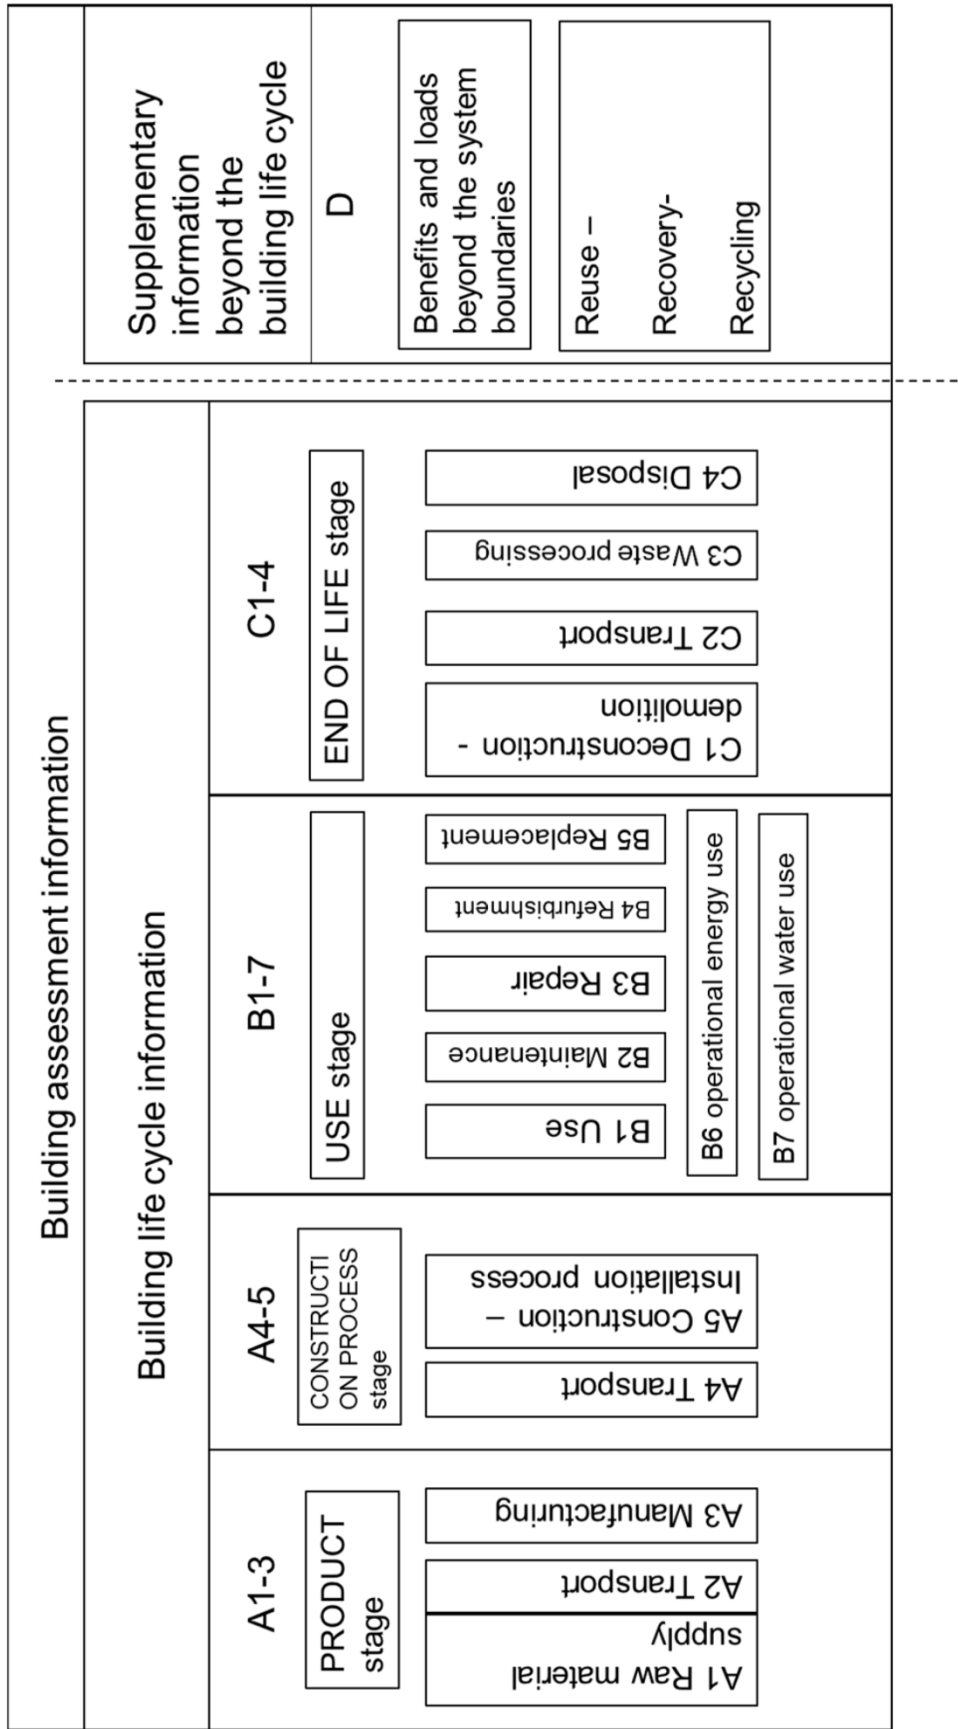 Building assessment information
Building life cycle information
Supplementary
information
beyond the
building life cycle
A1-3
A4-5
B1-7
C1-4
D
PRODUCT
stage
CONSTRUCTI
ON PROCESS
stage
USE stage
END OF LIFE stage
Benefits and loads
beyond the system
boundaries
A1 Raw material
supply
A2 Transport
A3 Manufacturing
A4 Transport
A5 Construction –
Installation process
B1 Use
B2 Maintenance
B3 Repair
B4 Refurbishment
B5 Replacement
B6 operational energy use
B7 operational water use
C1 Deconstruction -
demolition
C2 Transport
C3 Waste processing
C4 Disposal
Reuse –
Recovery-
Recycling